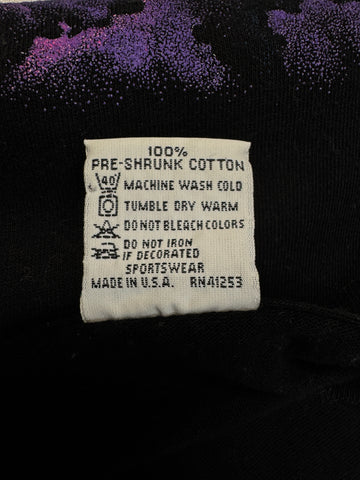 100%
PRE-SHRUNK COTTON
40 MACHINE WASH COLD
TUMBLE DRY WARM
DO NOT BLEACH COLORS
DO NOT IRON
IF DECORATED
SPORTSWEAR
MADE IN U.S.A. RN41253